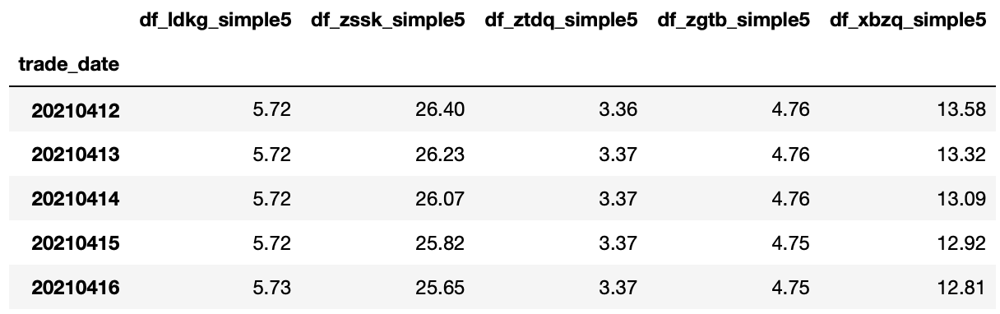 df_ldkg_simple5 df_zssk_simple5 df_ztdq_simple5 df_zgtb_simple5 df_xbzq_simple5
trade_date
20210412 5.72 26.40 3.36 4.76 13.58
20210413 5.72 26.23 3.37 4.76 13.32
20210414 5.72 26.07 3.37 4.76 13.09
20210415 5.72 25.82 3.37 4.75 12.92
20210416 5.73 25.65 3.37 4.75 12.81